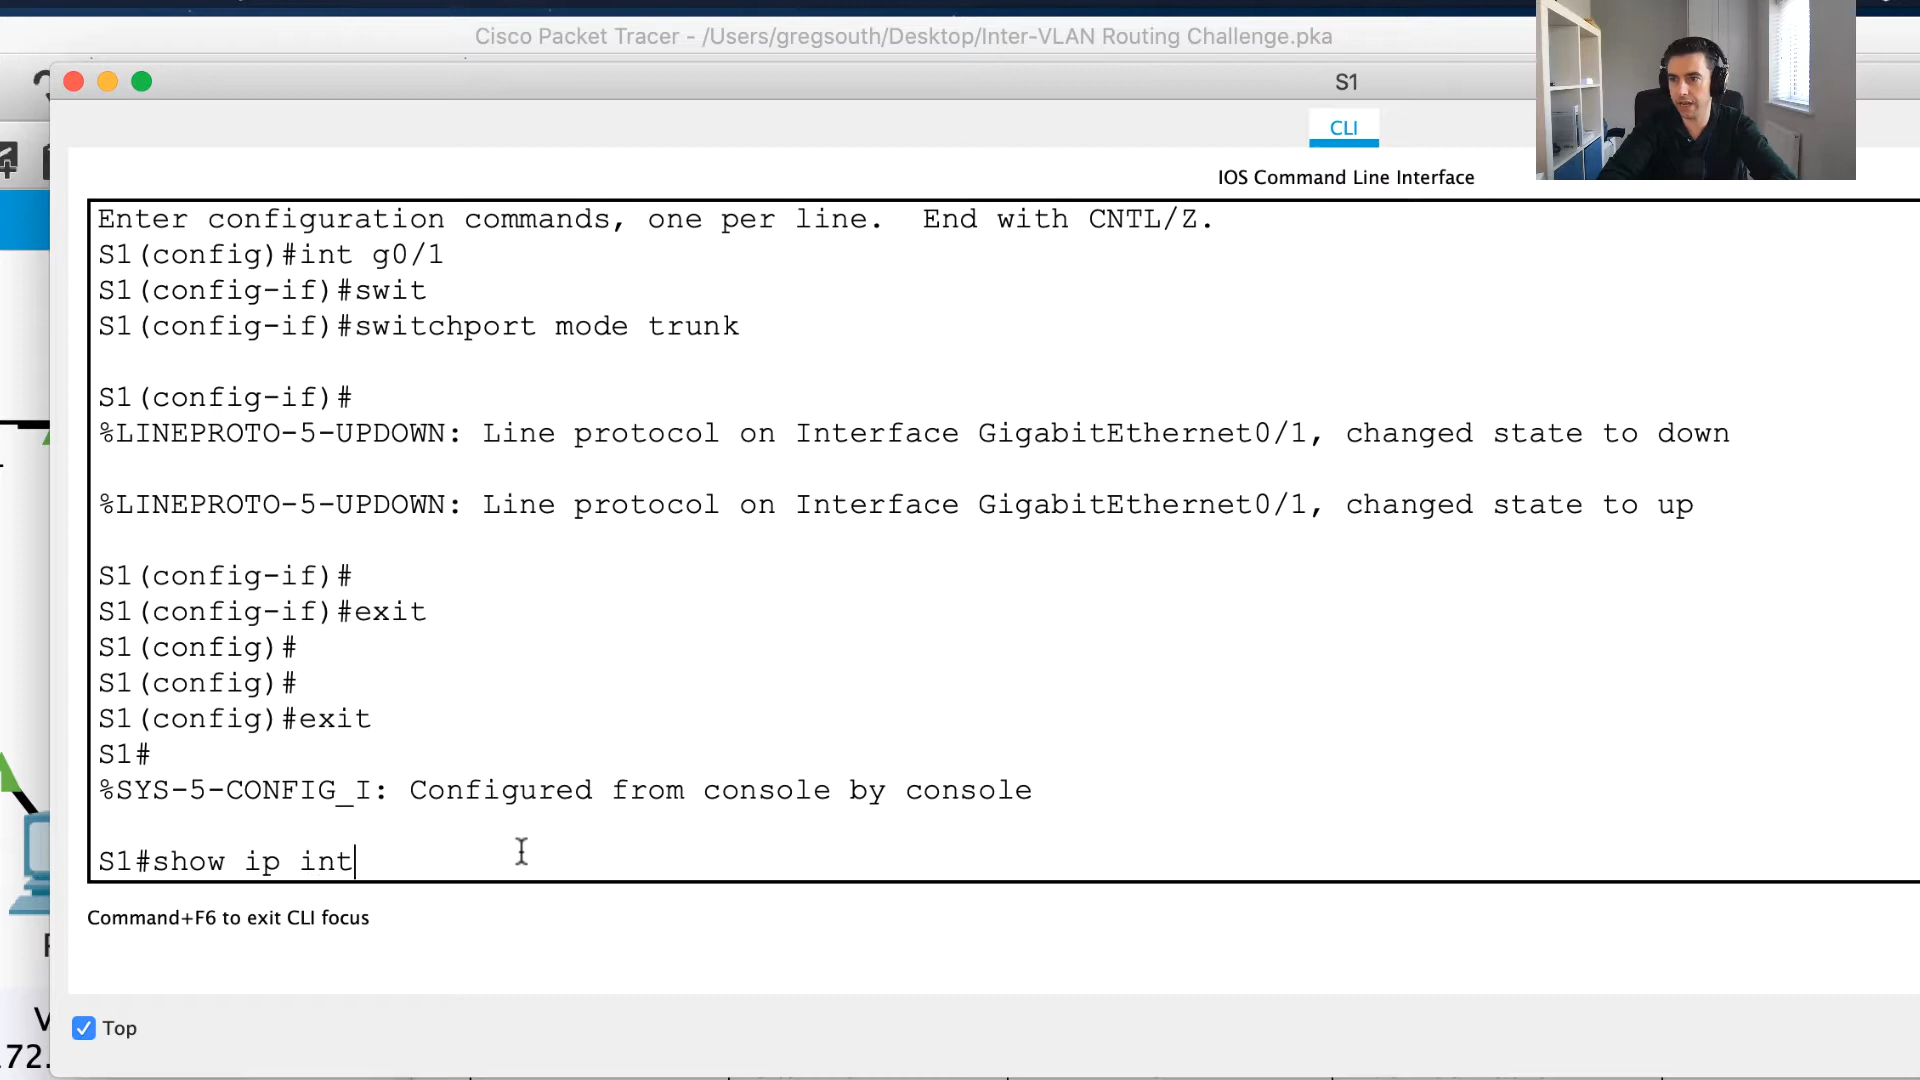 Cisco Packet Tracer - /Users/gregsouth/Desktop/Inter-VLAN Routing Challenge.pka
S1
CLI
IOS Command Line Interface
Enter configuration commands, one per line.  End with CNTL/Z.
S1(config)#int g0/1
S1(config-if)#swit
S1(config-if)#switchport mode trunk
S1(config-if)#
%LINEPROTO-5-UPDOWN: Line protocol on Interface GigabitEthernet0/1, changed state to down
%LINEPROTO-5-UPDOWN: Line protocol on Interface GigabitEthernet0/1, changed state to up
S1(config-if)#
S1(config-if)#exit
S1(config)#
S1(config)#
S1(config)#exit
S1#
%SYS-5-CONFIG_I: Configured from console by console
S1#show ip int
Command+F6 to exit CLI focus
Top
72.